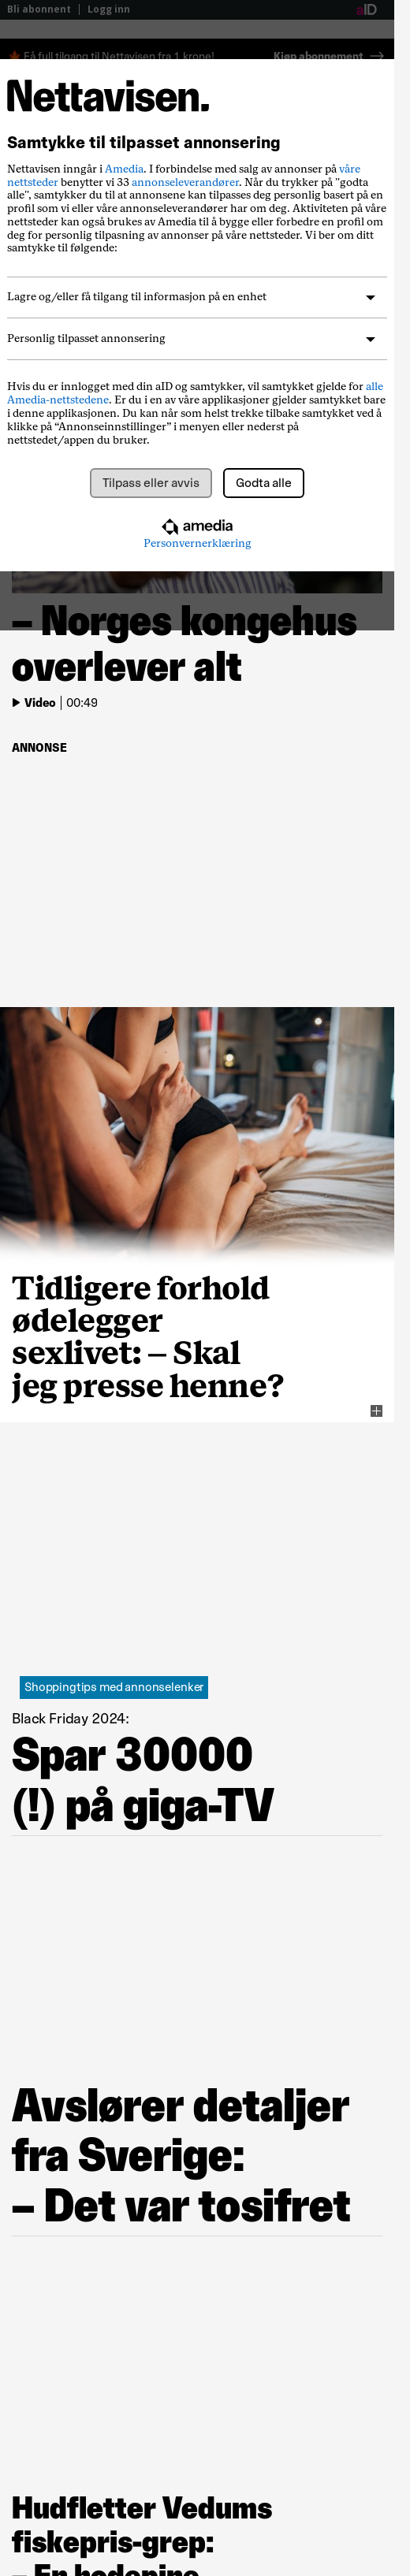 Bli abonnent | Logg inn aID
Få full tilgang til Nettavisen fra 1 krone! Kjøp abonnement
Nettavisen.
Samtykke til tilpasset annonsering
Nettavisen inngår i Amedia. I forbindelse med salg av annonser på våre
nettsteder benytter vi 33 annonseleverandører. Når du trykker på "godta
alle", samtykker du til at annonsene kan tilpasses deg personlig basert på en
profil som vi eller våre annonseleverandører har om deg. Aktiviteten på våre
nettsteder kan også brukes av Amedia til å bygge eller forbedre en profil om
deg for personlig tilpasning av annonser på våre nettsteder. Vi ber om ditt
samtykke til følgende:
Lagre og/eller få tilgang til informasjon på en enhet
Personlig tilpasset annonsering
Hvis du er innlogget med din aID og samtykker, vil samtykket gjelde for alle
Amedia-nettstedene. Er du i en av våre applikasjoner gjelder samtykket bare
i denne applikasjonen. Du kan når som helst trekke tilbake samtykket ved å
klikke på “Annonseinnstillinger” i menyen eller nederst på
nettstedet/appen du bruker.
Tilpass eller avvis Godta alle
amedia
Personvernerklæring
– Norges kongehus
overlever alt
Video | 00:49
ANNONSE
Tidligere forhold
ødelegger
sexlivet: – Skal
jeg presse henne?
Shoppingtips med annonselenker
Black Friday 2024:
Spar 30000
(!) på giga-TV
Avslører detaljer
fra Sverige:
– Det var tosifret
Hudfletter Vedums
fiskepris-grep:
– En hodepine